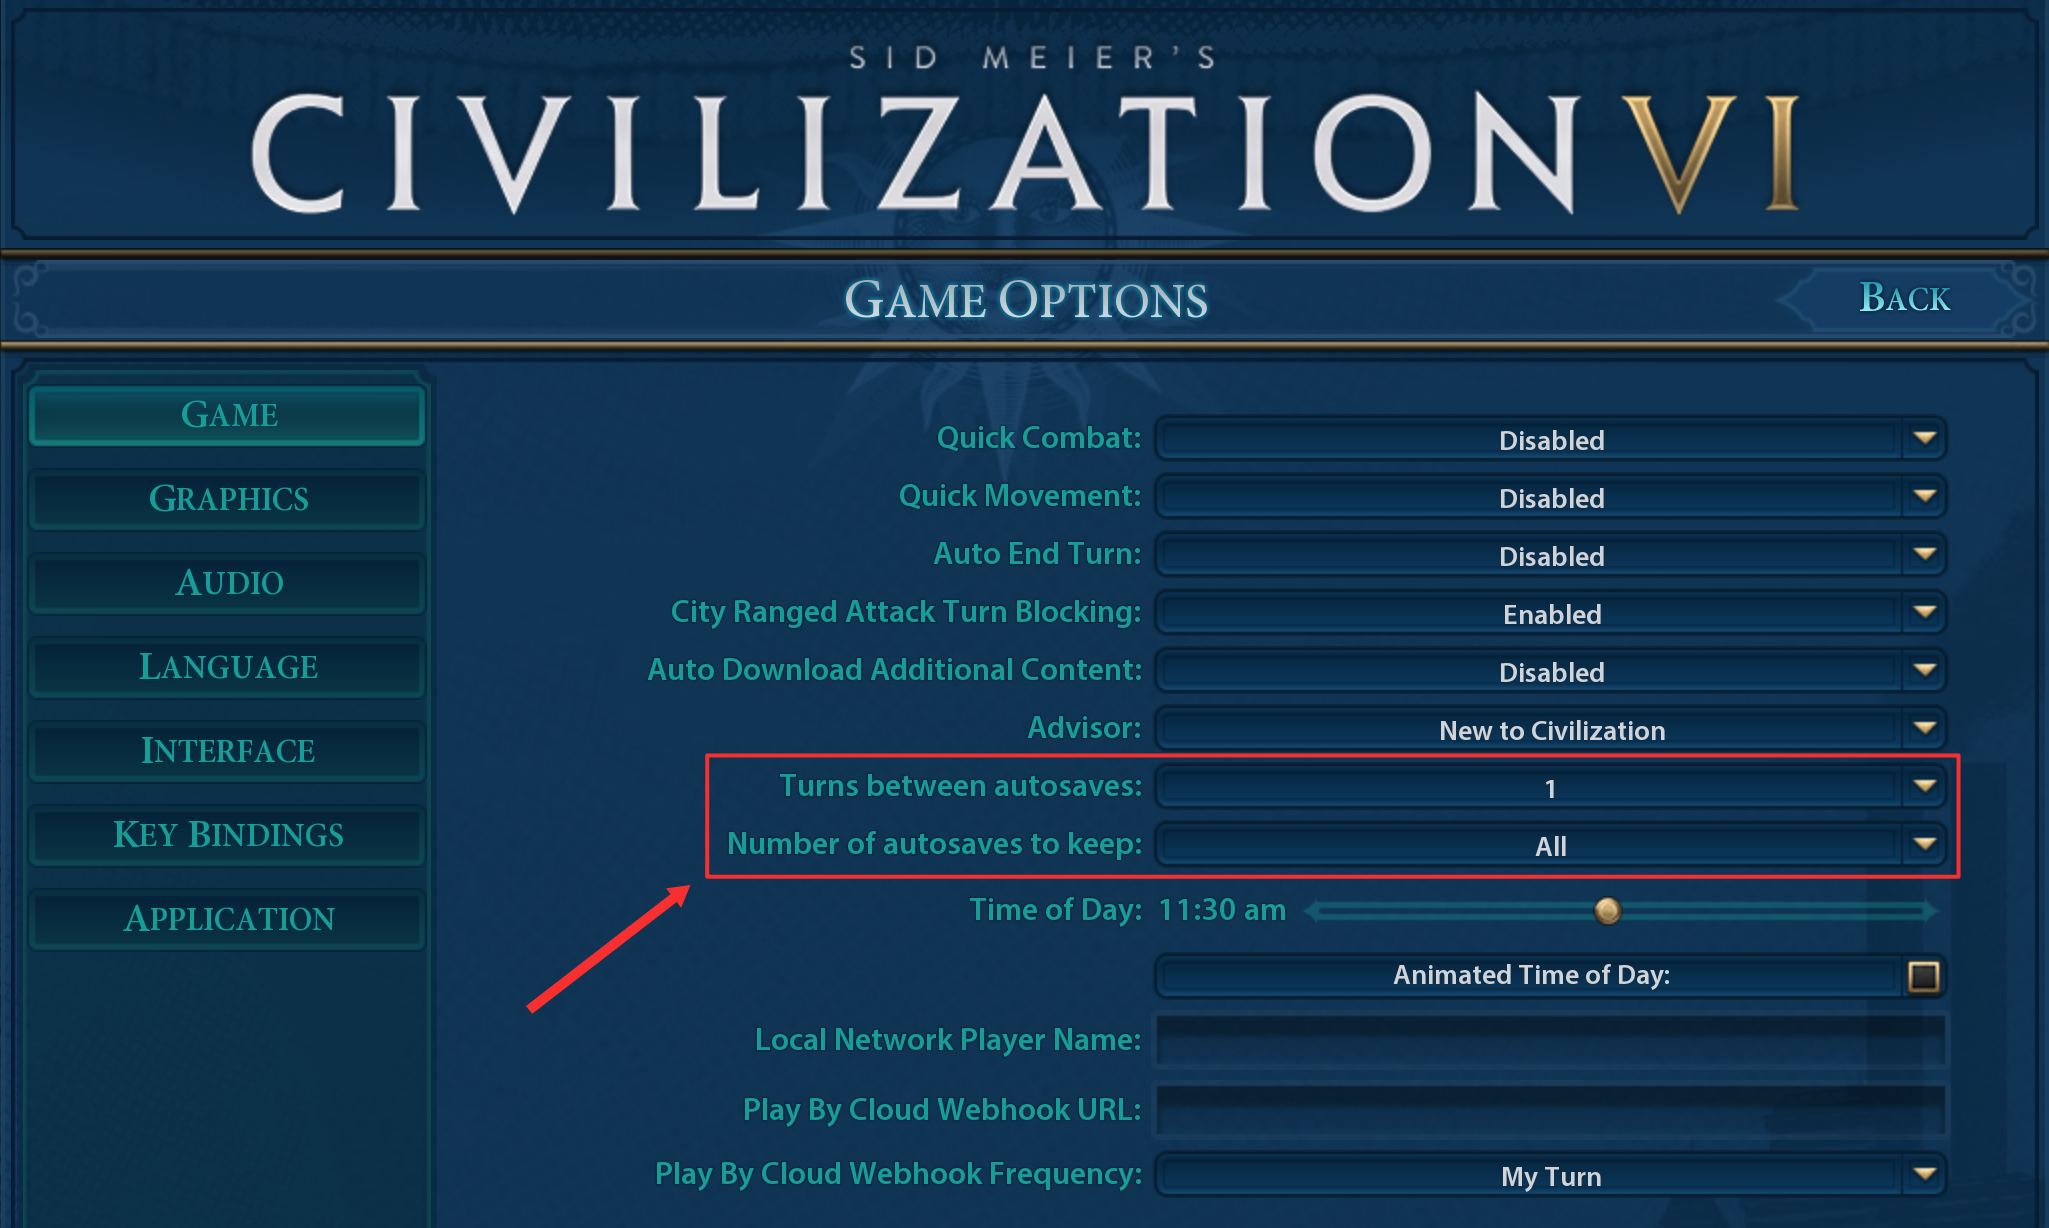 SID MEIER'S
CIVILIZATION VI
GAME OPTIONS
BACK
GAME
GRAPHICS
AUDIO
LANGUAGE
INTERFACE
KEY BINDINGS
APPLICATION
Quick Combat: Disabled
Quick Movement: Disabled
Auto End Turn: Disabled
City Ranged Attack Turn Blocking: Enabled
Auto Download Additional Content: Disabled
Advisor: New to Civilization
Turns between autosaves: 1
Number of autosaves to keep: All
Time of Day: 11:30 am
Animated Time of Day:
Local Network Player Name:
Play By Cloud Webhook URL:
Play By Cloud Webhook Frequency: My Turn